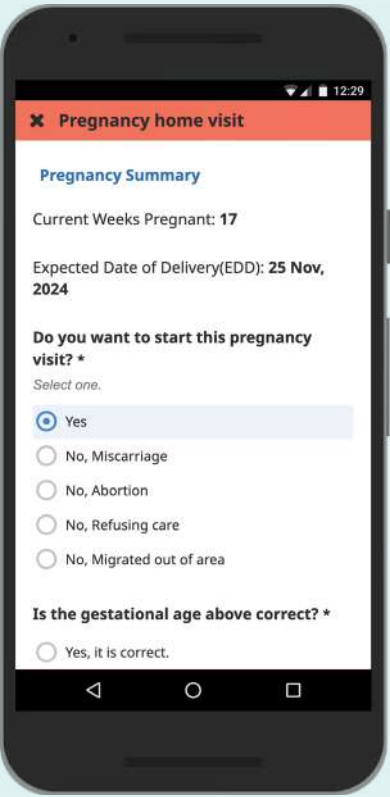 12:29
Pregnancy home visit
Pregnancy Summary
Current Weeks Pregnant: 17
Expected Date of Delivery(EDD): 25 Nov,
2024
Do you want to start this pregnancy
visit? *
Select one.
Yes
No, Miscarriage
No, Abortion
No, Refusing care
No, Migrated out of area
Is the gestational age above correct? *
Yes, it is correct.